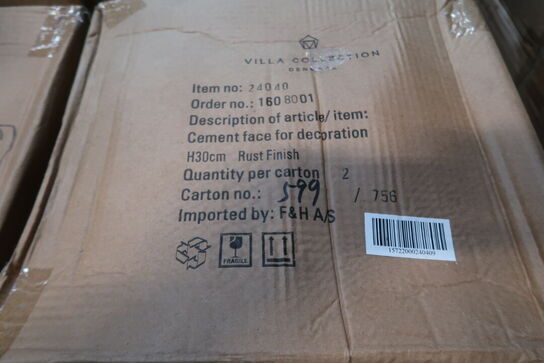 VILLA COLLECTION
DENMARK
Item no: 24040
Order no.: 1608001
Description of article/item:
Cement face for decoration
H30cm Rust Finish
Quantity per carton 2
Carton no.: 599 / 756
Imported by: F&H A/S
FRAGILE
15722000240409